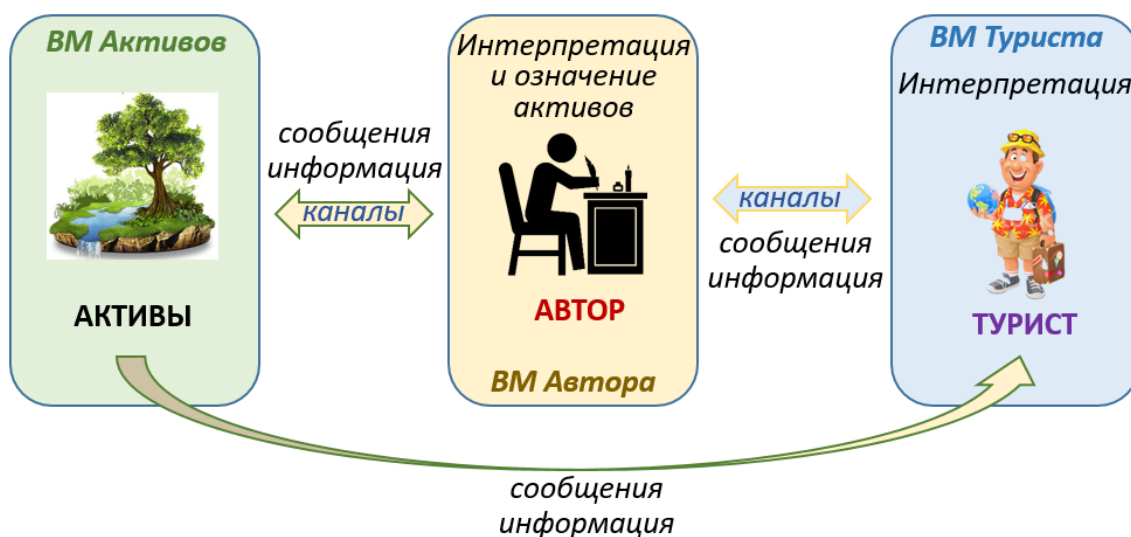 ВМ Активов
АКТИВЫ
сообщения
информация
каналы
Интерпретация
и означение
активов
АВТОР
ВМ Автора
каналы
сообщения
информация
ВМ Туриста
Интерпретация
ТУРИСТ
сообщения
информация